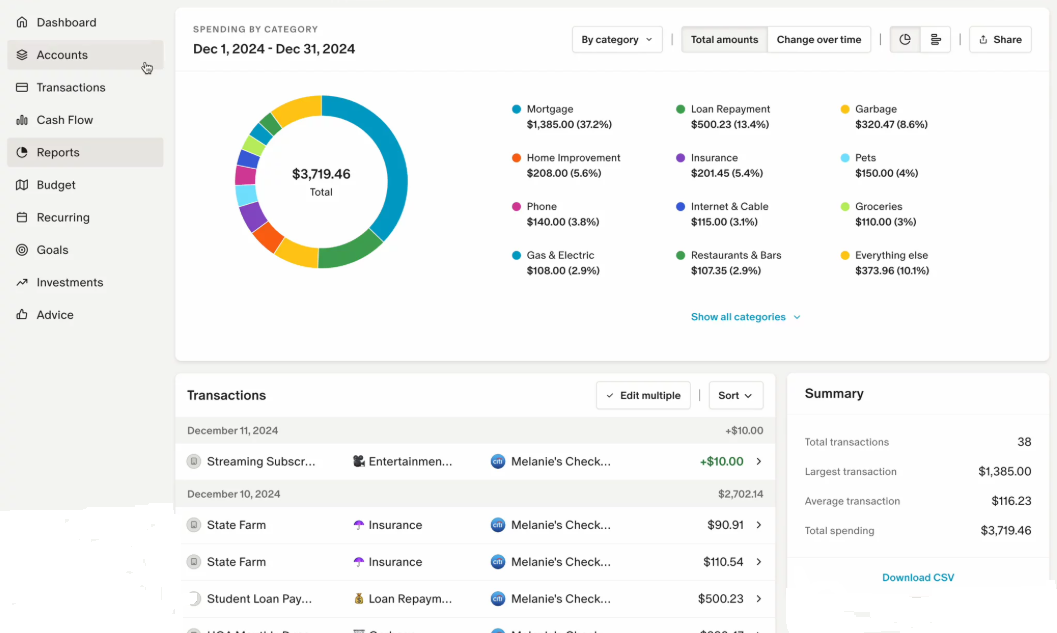 Dashboard
Accounts
Transactions
Cash Flow
Reports
Budget
Recurring
Goals
Investments
Advice
SPENDING BY CATEGORY
Dec 1, 2024 - Dec 31, 2024
By category
Total amounts
Change over time
Share
$3,719.46
Total
Mortgage
$1,385.00 (37.2%)
Loan Repayment
$500.23 (13.4%)
Garbage
$320.47 (8.6%)
Home Improvement
$208.00 (5.6%)
Insurance
$201.45 (5.4%)
Pets
$150.00 (4%)
Phone
$140.00 (3.8%)
Internet & Cable
$115.00 (3.1%)
Groceries
$110.00 (3%)
Gas & Electric
$108.00 (2.9%)
Restaurants & Bars
$107.35 (2.9%)
Everything else
$373.96 (10.1%)
Show all categories
Transactions
Edit multiple
Sort
December 11, 2024 +$10.00
Streaming Subscr... Entertainmen... citi Melanie's Check... +$10.00
December 10, 2024 $2,702.14
State Farm Insurance citi Melanie's Check... $90.91
State Farm Insurance citi Melanie's Check... $110.54
Student Loan Pay... Loan Repaym... citi Melanie's Check... $500.23
Summary
Total transactions 38
Largest transaction $1,385.00
Average transaction $116.23
Total spending $3,719.46
Download CSV